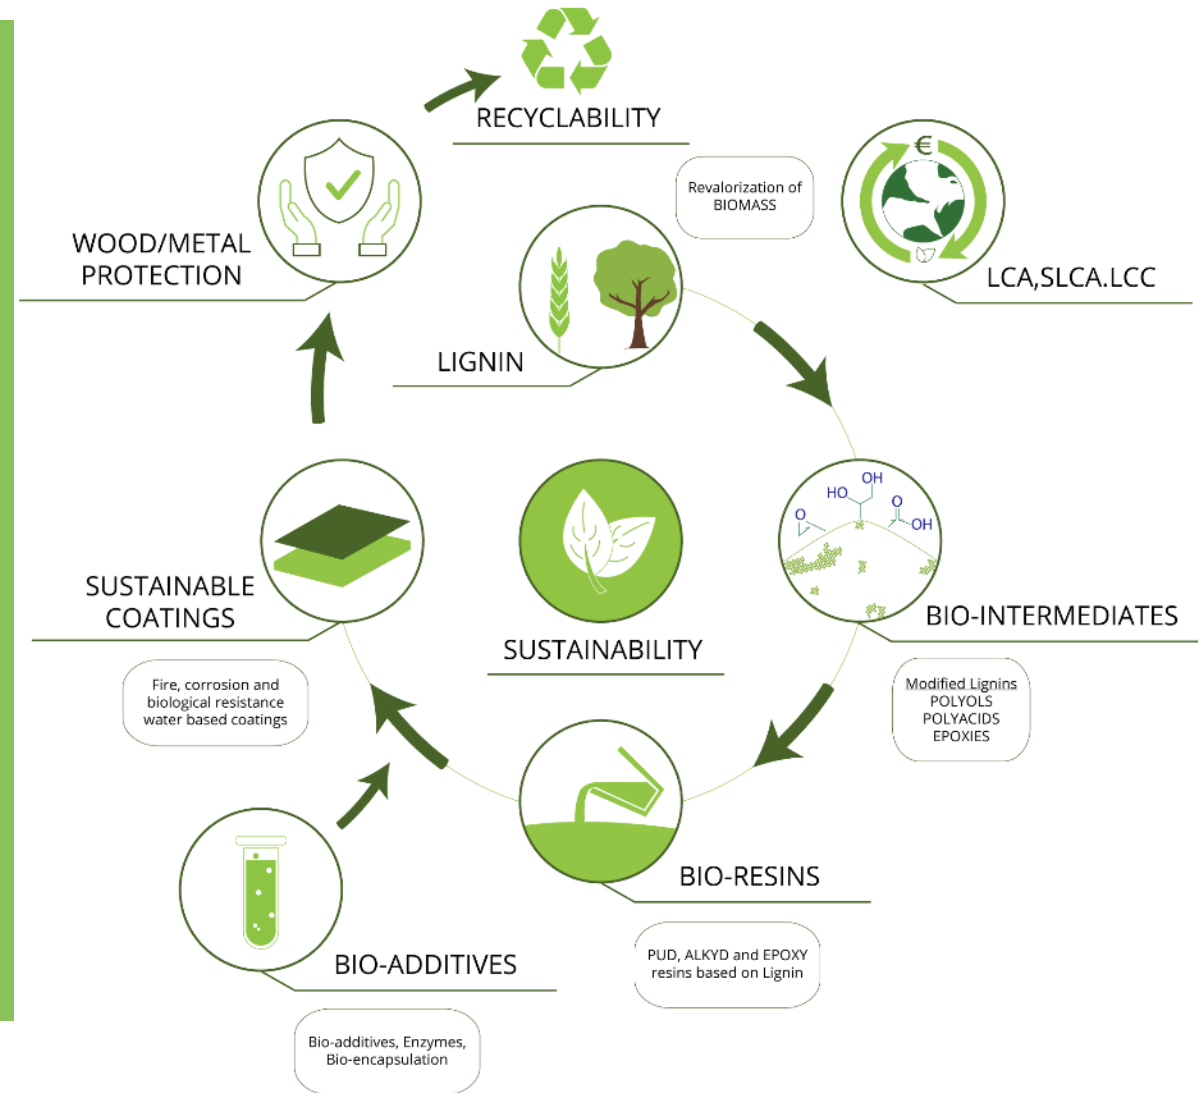 RECYCLABILITY
Revalorization of
BIOMASS
€
WOOD/METAL
PROTECTION
LCA,SLCA.LCC
LIGNIN
OH
HO
O
O
OH
SUSTAINABLE
COATINGS
SUSTAINABILITY
BIO-INTERMEDIATES
Fire, corrosion and
biological resistance
water based coatings
Modified Lignins
POLYOLS
POLYACIDS
EPOXIES
BIO-RESINS
PUD, ALKYD and EPOXY
resins based on Lignin
BIO-ADDITIVES
Bio-additives, Enzymes,
Bio-encapsulation